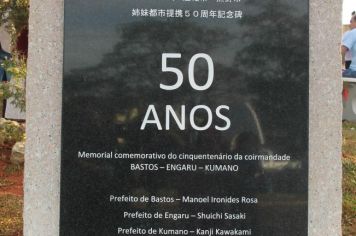 姉妹都市提携５０周年記念碑
50
ANOS
Memorial comemorativo do cinquentenário da coirmandade
BASTOS – ENGARU – KUMANO
Prefeito de Bastos – Manoel Ironides Rosa
Prefeito de Engaru – Shuichi Sasaki
Prefeito de Kumano – Kanji Kawakami